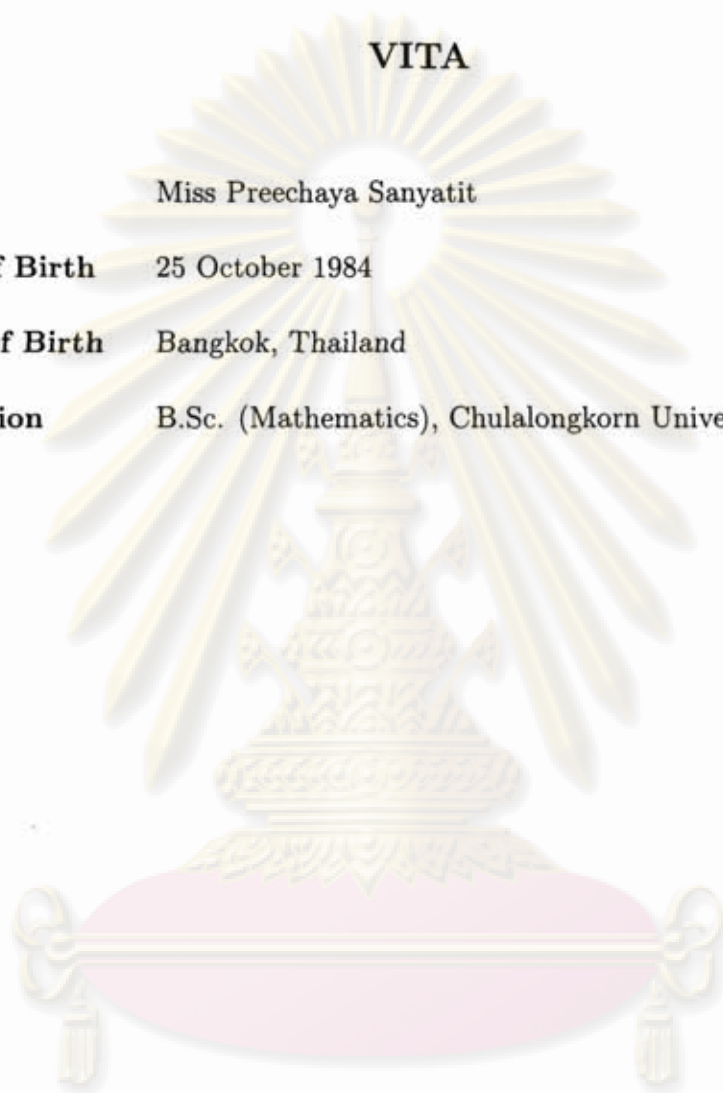 VITA
Miss Preechaya Sanyatit
f Birth 25 October 1984
f Birth Bangkok, Thailand
ion B.Sc. (Mathematics), Chulalongkorn Unive